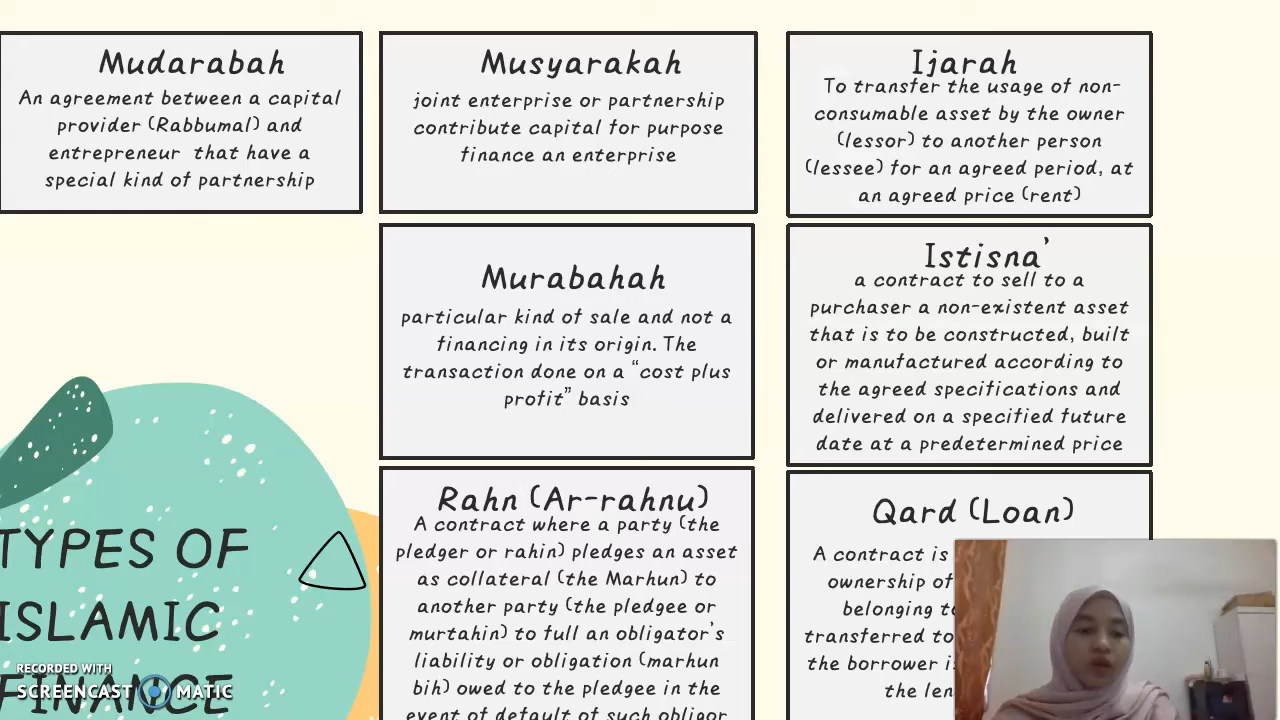 Mudarabah
An agreement between a capital
provider (Rabbumal) and
entrepreneur that have a
special kind of partnership
Musyarakah
joint enterprise or partnership
contribute capital for purpose
finance an enterprise
Ijarah
To transfer the usage of non-
consumable asset by the owner
(lessor) to another person
(lessee) for an agreed period, at
an agreed price (rent)
Murabahah
particular kind of sale and not a
financing in its origin. The
transaction done on a “cost plus
profit” basis
Istisna’
a contract to sell to a
purchaser a non-existent asset
that is to be constructed, built
or manufactured according to
the agreed specifications and
delivered on a specified future
date at a predetermined price
Rahn (Ar-rahnu)
A contract where a party (the
pledger or rahin) pledges an asset
as collateral (the Marhun) to
another party (the pledgee or
murtahin) to full an obligator's
liability or obligation (marhun
bih) owed to the pledgee in the
event of default of such obligor
Qard (Loan)
A contract is
ownership of
belonging
transferred to
the borrower
the
TYPES OF
ISLAMIC
FINANCE
RECORDED WITH
SCREENCAST MATIC